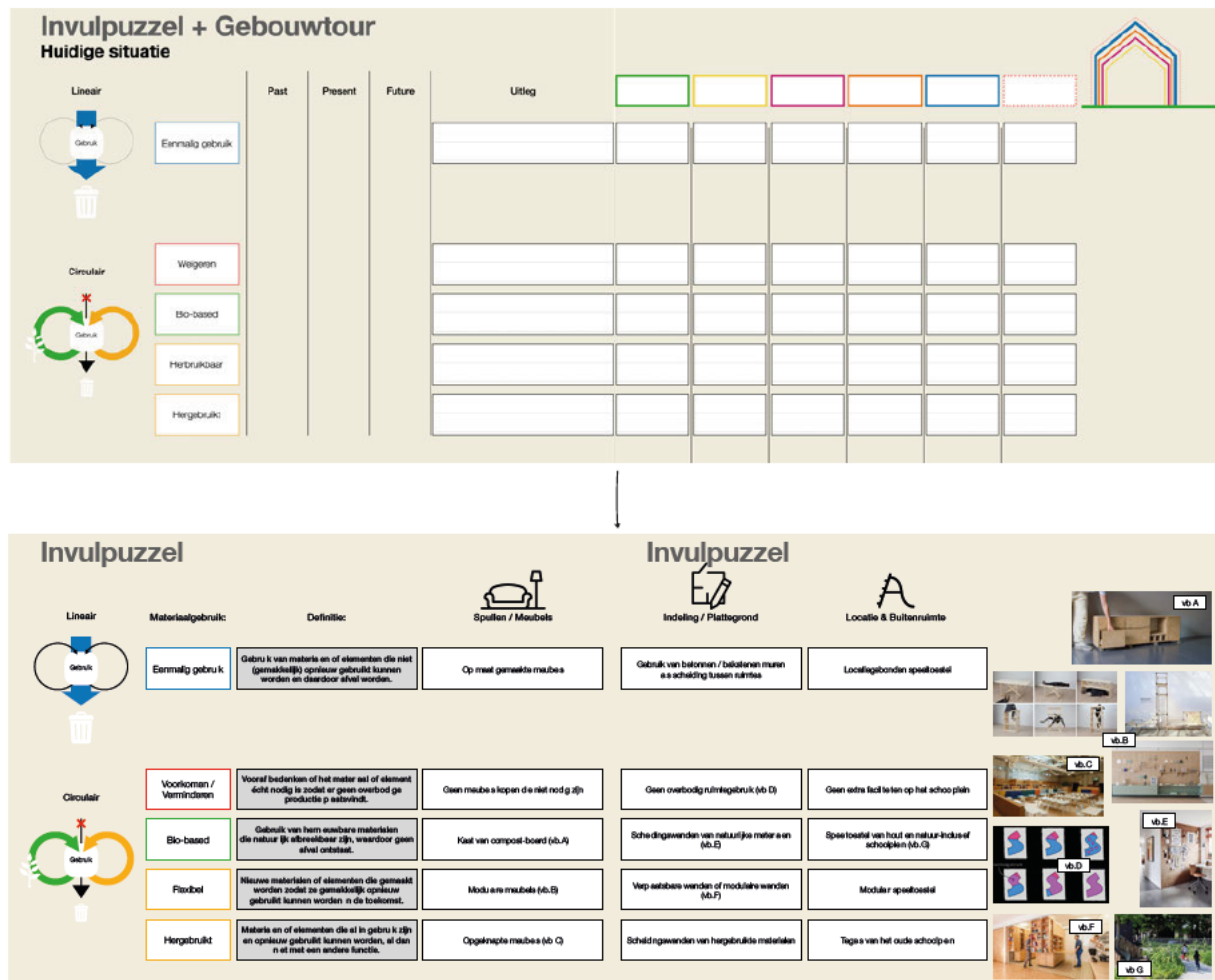 Invulpuzzel + Gebouwtour
Huidige situatie
Lineair
Past
Present
Future
Uitleg
Gebruik
Eenmalig gebruik
Circulair
Gebruik
Weigeren
Bio-based
Herbruikbaar
Hergebruikt
Invulpuzzel
Invulpuzzel
Lineair
Materiaalgebruik:
Definitie:
Spullen / Meubels
Indeling / Plattegrond
Locatie & Buitenruimte
Gebruik
Eenmalig gebruik
Gebruik van materialen of elementen die niet
(gemakkelijk) opnieuw gebruikt kunnen
worden en daardoor afval worden.
Op maat gemaakte meubels
Gebruik van betonnen / bakstenen muren
als scheiding tussen ruimtes
Locatiegebonden speeltoestel
Circulair
Gebruik
Voorkomen /
Verminderen
Vooraf bedenken of het materiaal of element
écht nodig is zodat er geen overbodige
productie plaatsvindt.
Geen meubels kopen die niet nodig zijn
Geen overbodig ruimtegebruik (vb D)
Geen extra faciliteiten op het schoolplein
Bio-based
Gebruik van hernieuwbare materialen
die natuurlijk afbreekbaar zijn, waardoor geen
afval ontstaat.
Kast van compost-board (vb.A)
Scheidingswanden van natuurlijke materialen
(vb.E)
Speeltoestel van hout en natuur-inclusief
schoolplein (vb.G)
Flexibel
Nieuwe materialen of elementen die gemaakt
worden zodat ze gemakkelijk opnieuw
gebruikt kunnen worden in de toekomst.
Modulaire meubels (vb.B)
Verplaatsbare wanden of modulaire wanden
(vb.F)
Modular speeltoestel
Hergebruikt
Materialen of elementen die al in gebruik zijn
en opnieuw gebruikt kunnen worden, al dan
niet met een andere functie.
Opgeknapte meubels (vb C)
Scheidingswanden van hergebruikte materialen
Tegels van het oude schoolplein
vb A
vb.B
vb.C
vb.D
vb.E
vb.F
vb G